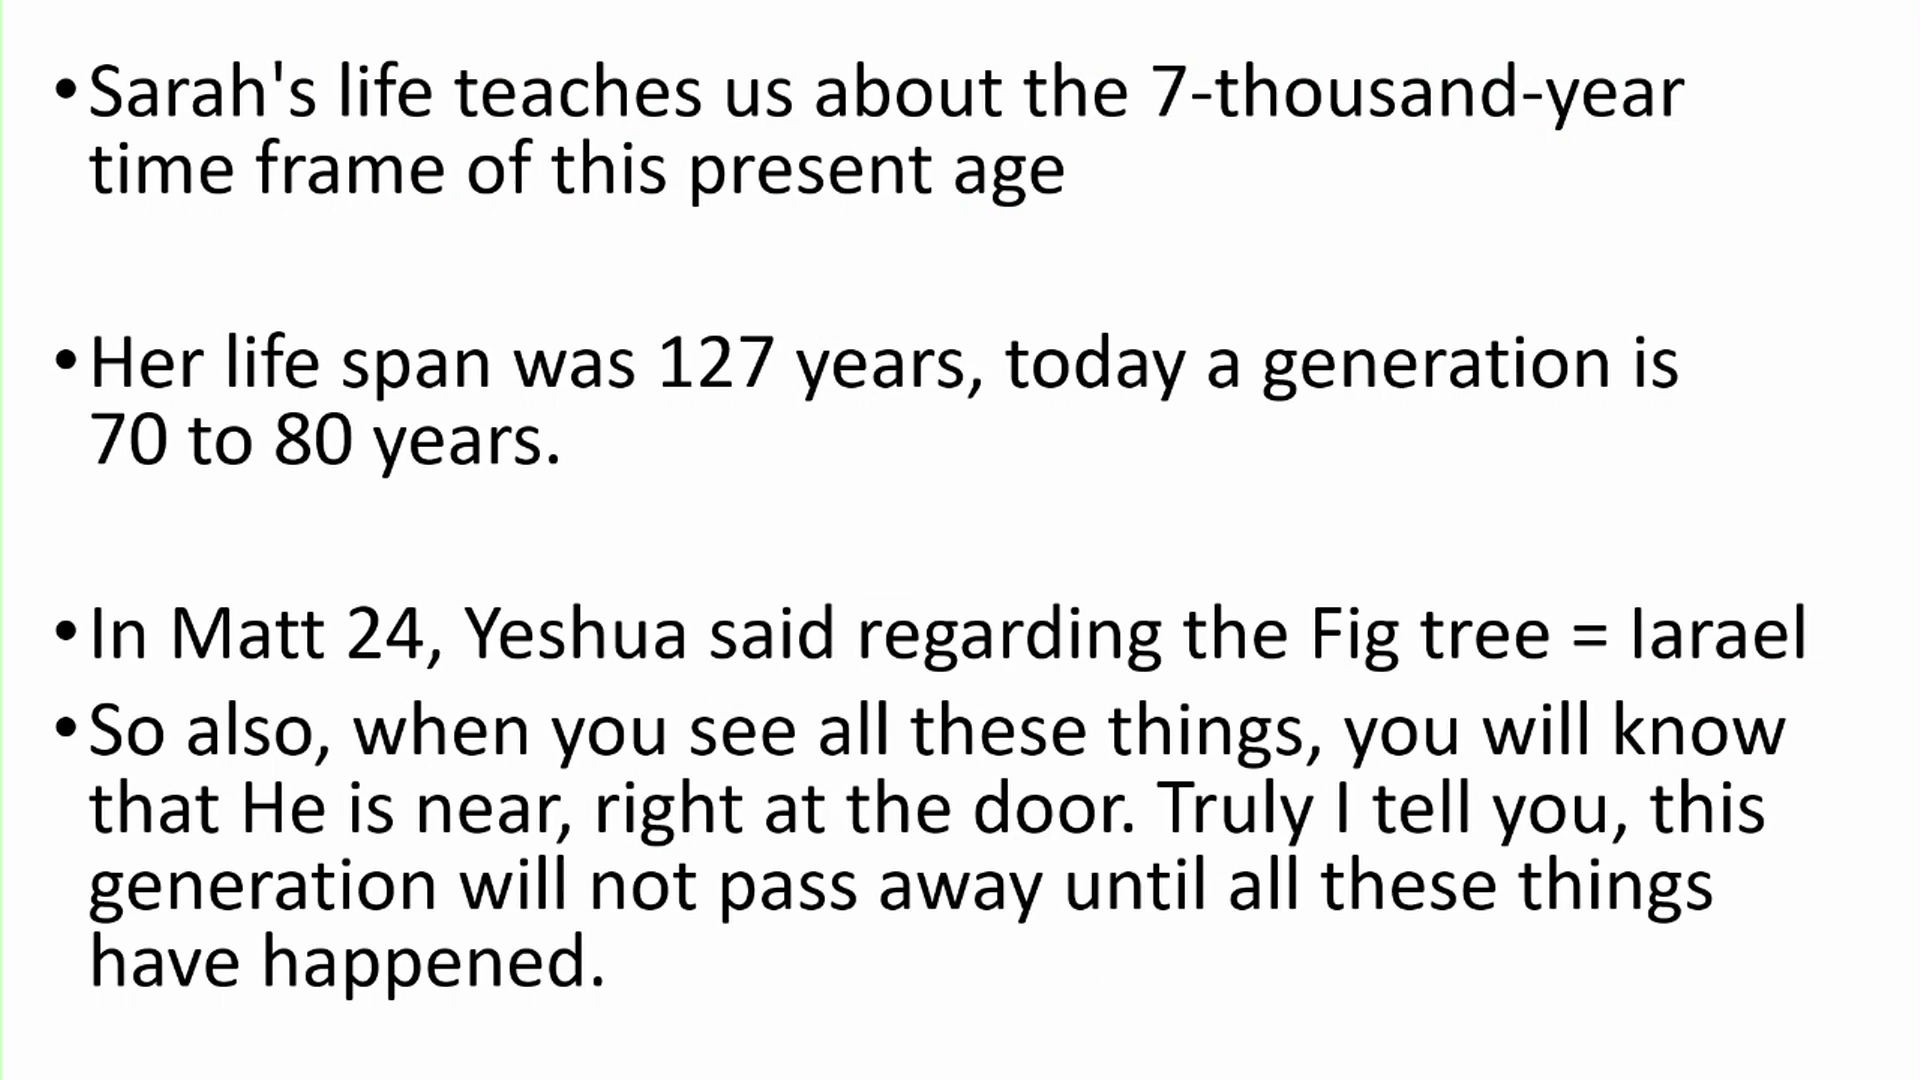 •Sarah's life teaches us about the 7-thousand-year
time frame of this present age
•Her life span was 127 years, today a generation is
70 to 80 years.
•In Matt 24, Yeshua said regarding the Fig tree = Iarael
•So also, when you see all these things, you will know
that He is near, right at the door. Truly I tell you, this
generation will not pass away until all these things
have happened.